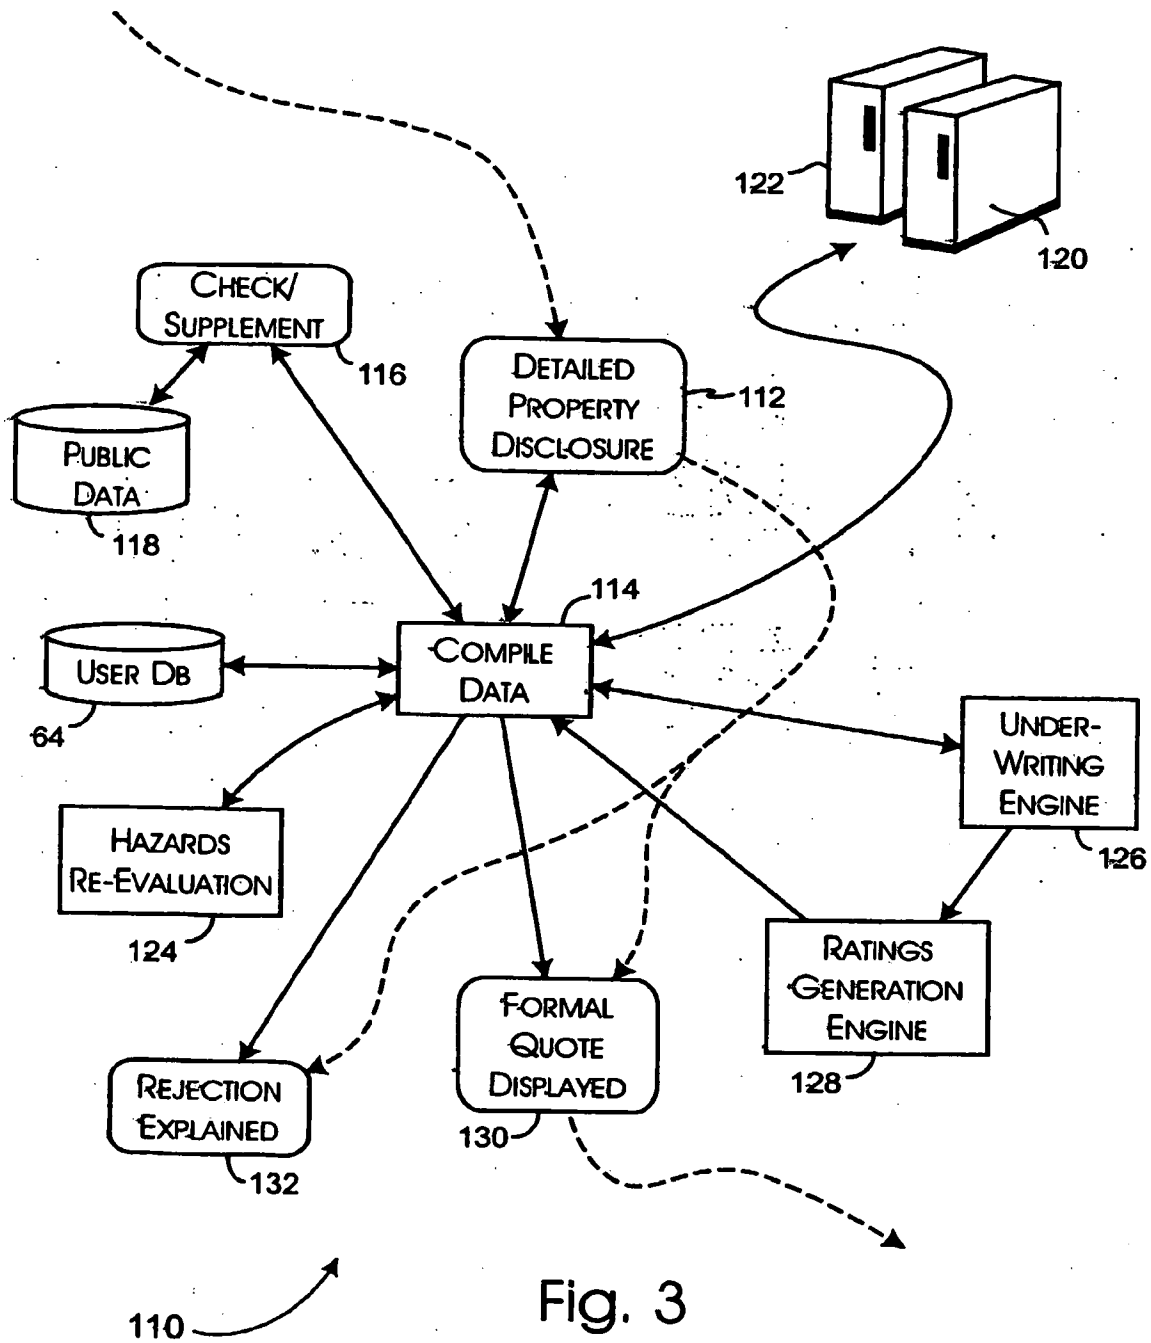 122
120
CHECK/
SUPPLEMENT
116
DETAILED
PROPERTY
DISCLOSURE
112
PUBLIC
DATA
118
114
COMPILE
DATA
USER DB
64
UNDER-
WRITING
ENGINE
126
HAZARDS
RE-EVALUATION
124
RATINGS
GENERATION
ENGINE
128
FORMAL
QUOTE
DISPLAYED
130
REJECTION
EXPLAINED
132
110
Fig. 3